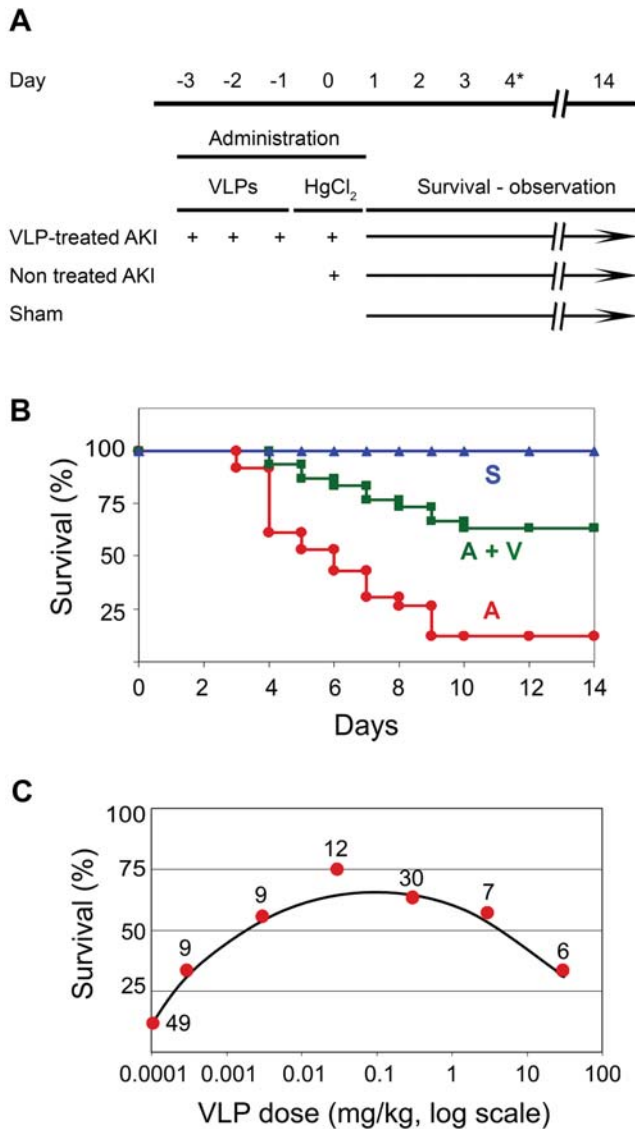 A
Day -3 -2 -1 0 1 2 3 4* 14
Administration
VLPs HgCl₂ Survival - observation
VLP-treated AKI + + + +
Non treated AKI +
Sham
B
Survival (%)
100
75
50
25
S
A + V
A
0 2 4 6 8 10 12 14
Days
C
Survival (%)
100
75
50
25
49
9
9
12
30
7
6
0.0001 0.001 0.01 0.1 1 10 100
VLP dose (mg/kg, log scale)